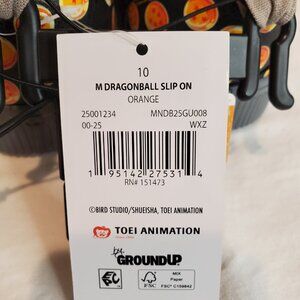 10
M DRAGONBALL SLIP ON
ORANGE
25001234 MNDB25GU008
00-25 WXZ
1 95142 27531 4
RN# 151473
©BIRD STUDIO/SHUEISHA, TOEI ANIMATION
TOEI ANIMATION
by
GROUNDUP
FSC
MIX
Paper
FSC® C159842